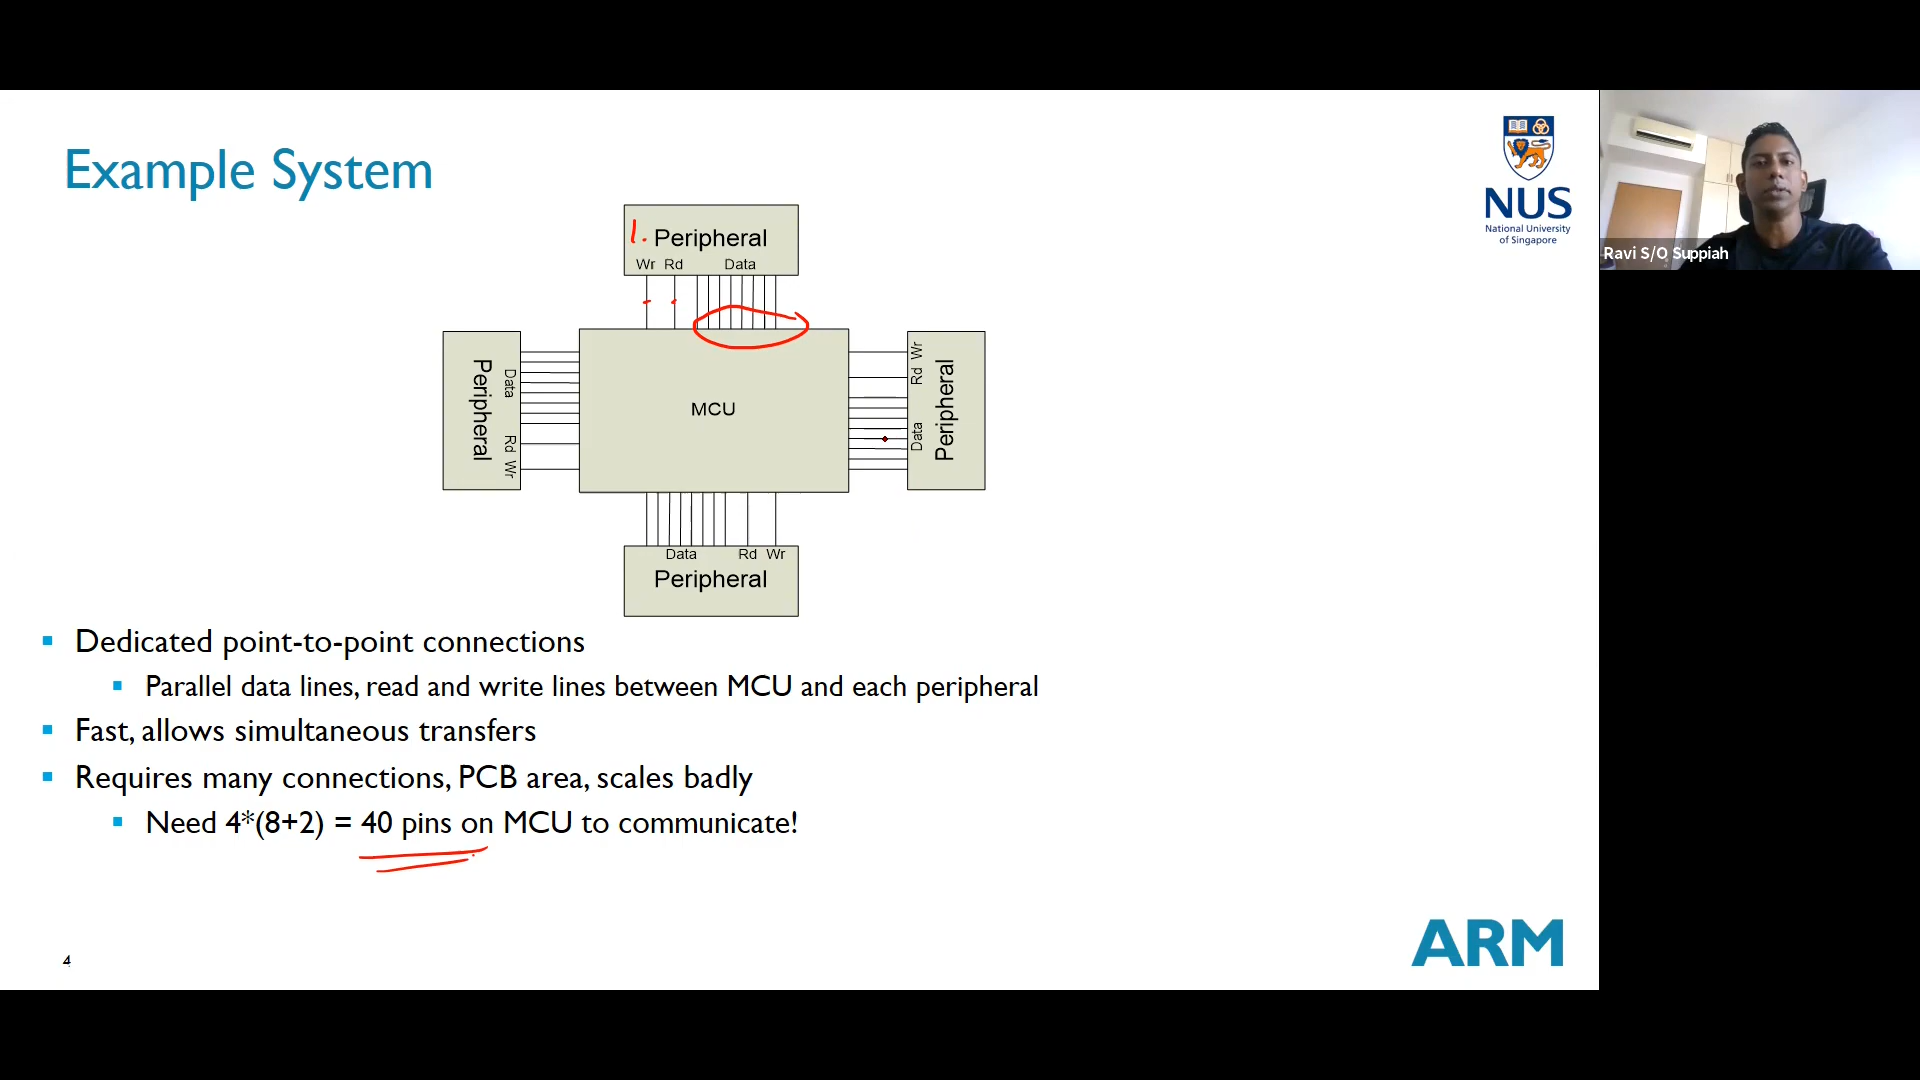 Example System
NUS
National University
of Singapore
Ravi S/O Suppiah
1. Peripheral
Wr Rd Data
Peripheral
Data
Rd Wr
MCU
Wr
Rd
Data
Peripheral
Data Rd Wr
Peripheral
Dedicated point-to-point connections
Parallel data lines, read and write lines between MCU and each peripheral
Fast, allows simultaneous transfers
Requires many connections, PCB area, scales badly
Need 4*(8+2) = 40 pins on MCU to communicate!
4
ARM